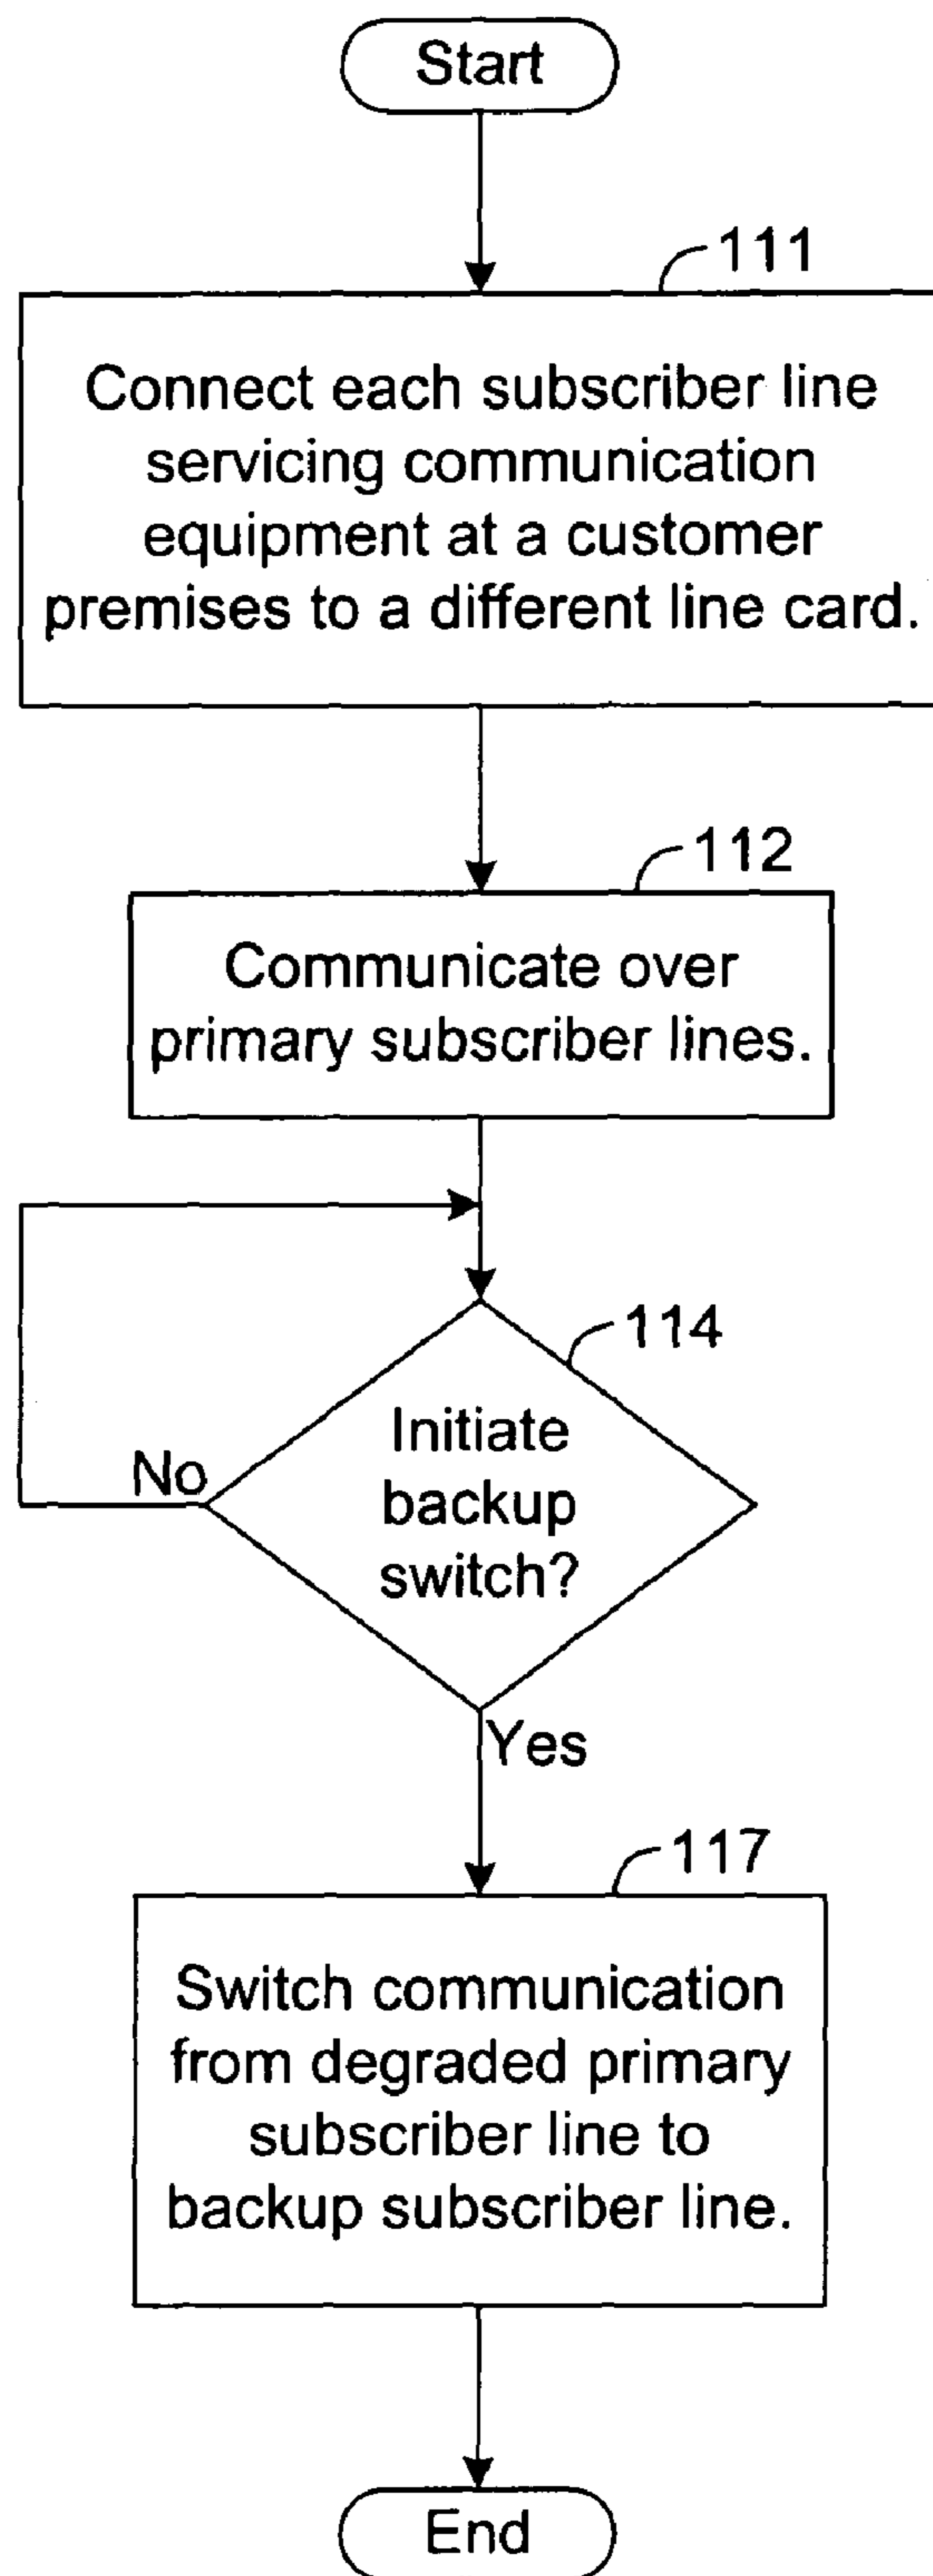 Start
111
Connect each subscriber line
servicing communication
equipment at a customer
premises to a different line card.
112
Communicate over
primary subscriber lines.
114
Initiate
backup
switch?
No
Yes
117
Switch communication
from degraded primary
subscriber line to
backup subscriber line.
End